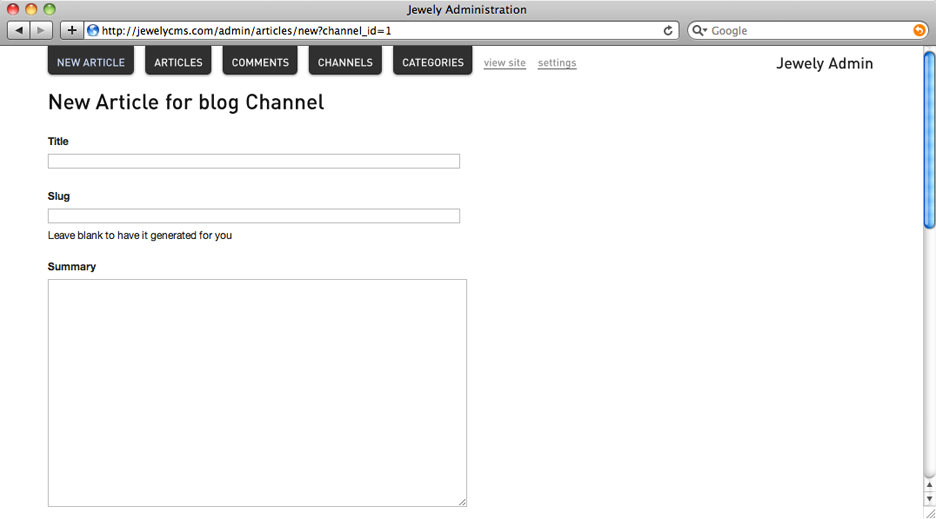 Jewely Administration
http://jewelycms.com/admin/articles/new?channel_id=1
Google
NEW ARTICLE ARTICLES COMMENTS CHANNELS CATEGORIES view site settings Jewely Admin
New Article for blog Channel
Title
Slug
Leave blank to have it generated for you
Summary